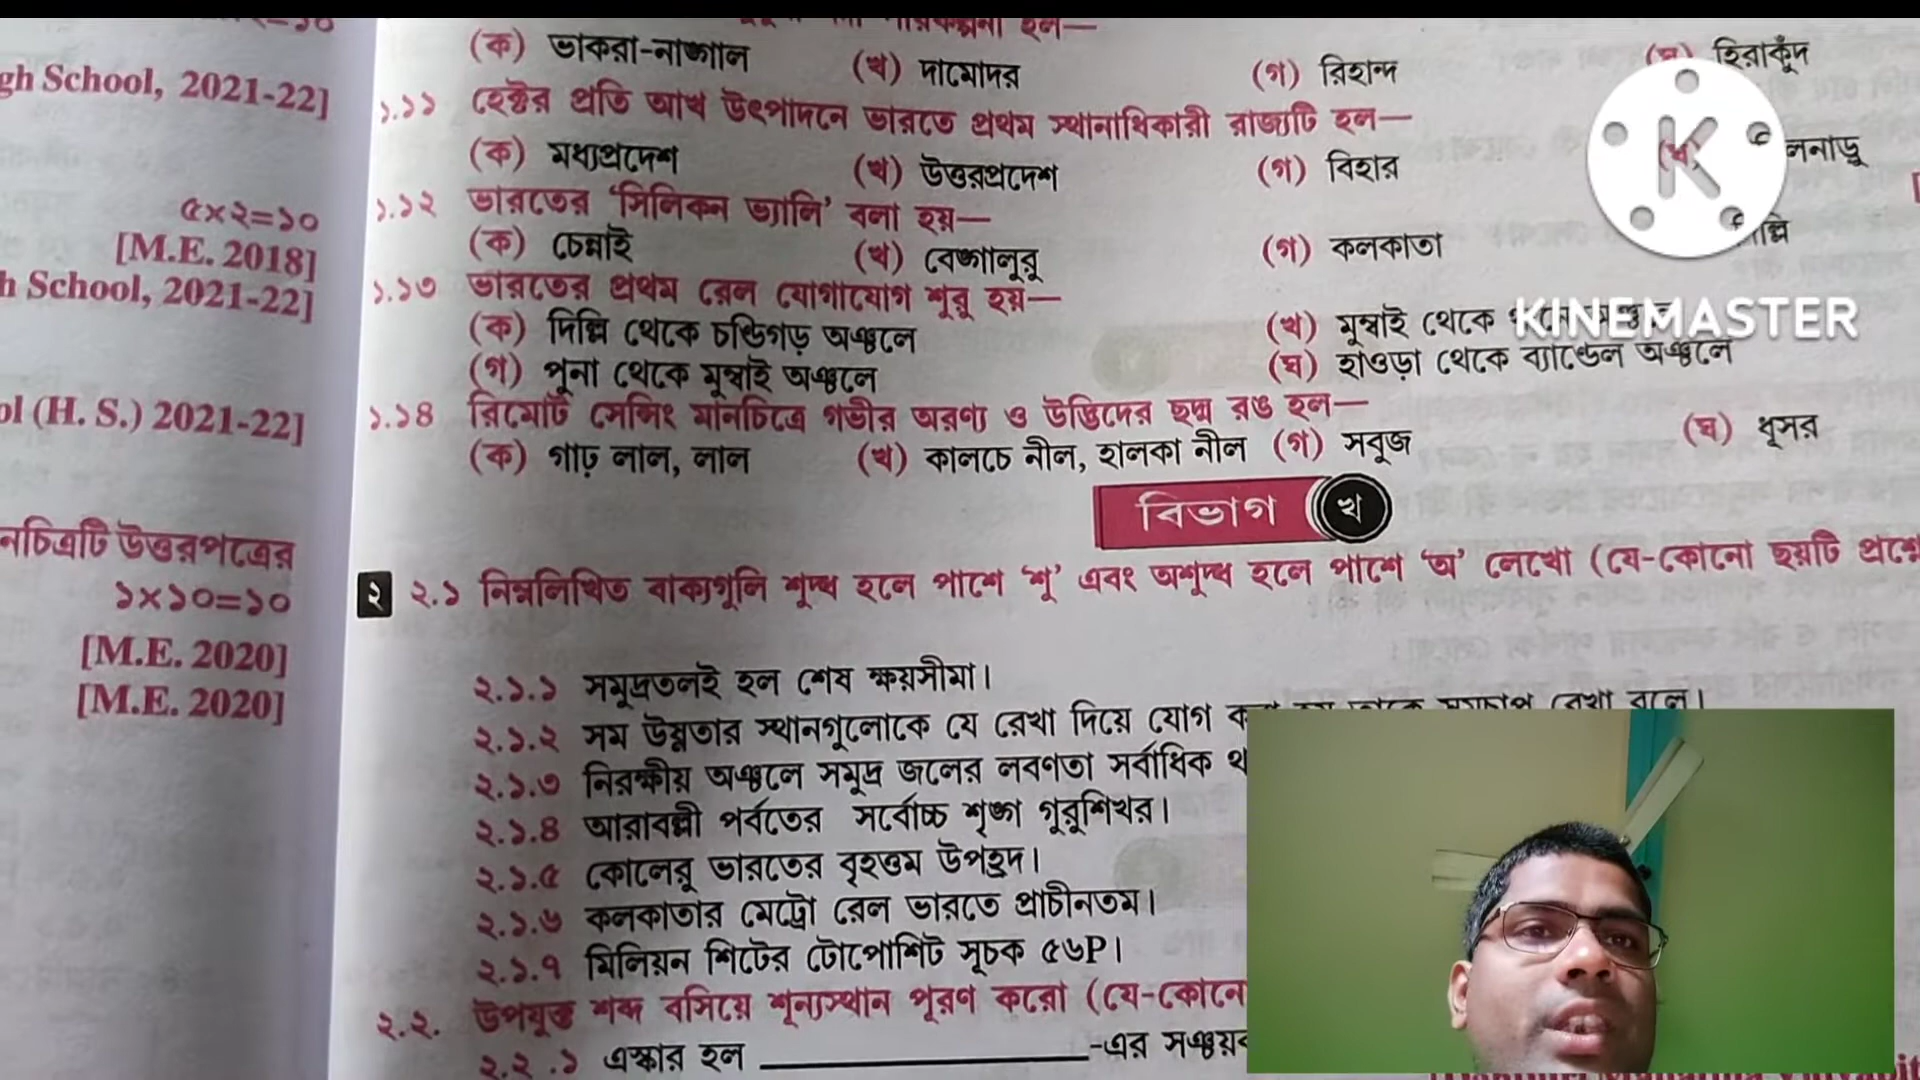 হল—
(ক) ভাকরা-নাঙ্গাল (খ) দামোদর (গ) রিহান্দ (ঘ) হিরাকুঁদ
gh School, 2021-22]
১.১১ হেক্টর প্রতি আখ উৎপাদনে ভারতে প্রথম স্থানাধিকারী রাজ্যটি হল—
(ক) মধ্যপ্রদেশ (খ) উত্তরপ্রদেশ (গ) বিহার (ঘ) লনাড়ু
৫×২=১০
১.১২ ভারতের ‘সিলিকন ভ্যালি’ বলা হয়—
[M.E. 2018]
(ক) চেন্নাই (খ) বেঙ্গালুরু (গ) কলকাতা
h School, 2021-22]
১.১৩ ভারতের প্রথম রেল যোগাযোগ শুরু হয়—
(ক) দিল্লি থেকে চণ্ডিগড় অঞ্চলে (খ) মুম্বাই থেকে
KINEMASTER
(গ) পুনা থেকে মুম্বাই অঞ্চলে (ঘ) হাওড়া থেকে ব্যাণ্ডেল অঞ্চলে
ol (H. S.) 2021-22]
১.১৪ রিমোট সেন্সিং মানচিত্রে গভীর অরণ্য ও উদ্ভিদের ছদ্ম রঙ হল—
(ক) গাঢ় লাল, লাল (খ) কালচে নীল, হালকা নীল (গ) সবুজ (ঘ) ধূসর
বিভাগ খ
নচিত্রটি উত্তরপত্রের
১×১০=১০
[M.E. 2020]
[M.E. 2020]
২ ২.১ নিম্নলিখিত বাক্যগুলি শুদ্ধ হলে পাশে ‘শু’ এবং অশুদ্ধ হলে পাশে ‘অ’ লেখো (যে-কোনো ছয়টি
২.১.১ সমুদ্রতলই হল শেষ ক্ষয়সীমা।
২.১.২ সম উষ্ণতার স্থানগুলোকে যে রেখা দিয়ে যোগ করা হয় তাকে সমচাপ রেখা বলে।
২.১.৩ নিরক্ষীয় অঞ্চলে সমুদ্র জলের লবণতা সর্বাধিক
২.১.৪ আরাবল্লী পর্বতের সর্বোচ্চ শৃঙ্গ গুরুশিখর।
২.১.৫ কোলেরু ভারতের বৃহত্তম উপহ্রদ।
২.১.৬ কলকাতার মেট্রো রেল ভারতে প্রাচীনতম।
২.১.৭ মিলিয়ন শিটের টোপোশিট সূচক ৫৬P।
২.২. উপযুক্ত শব্দ বসিয়ে শূন্যস্থান পূরণ করো (যে-কোনো
২.২.১ এস্কার হল ____________-এর